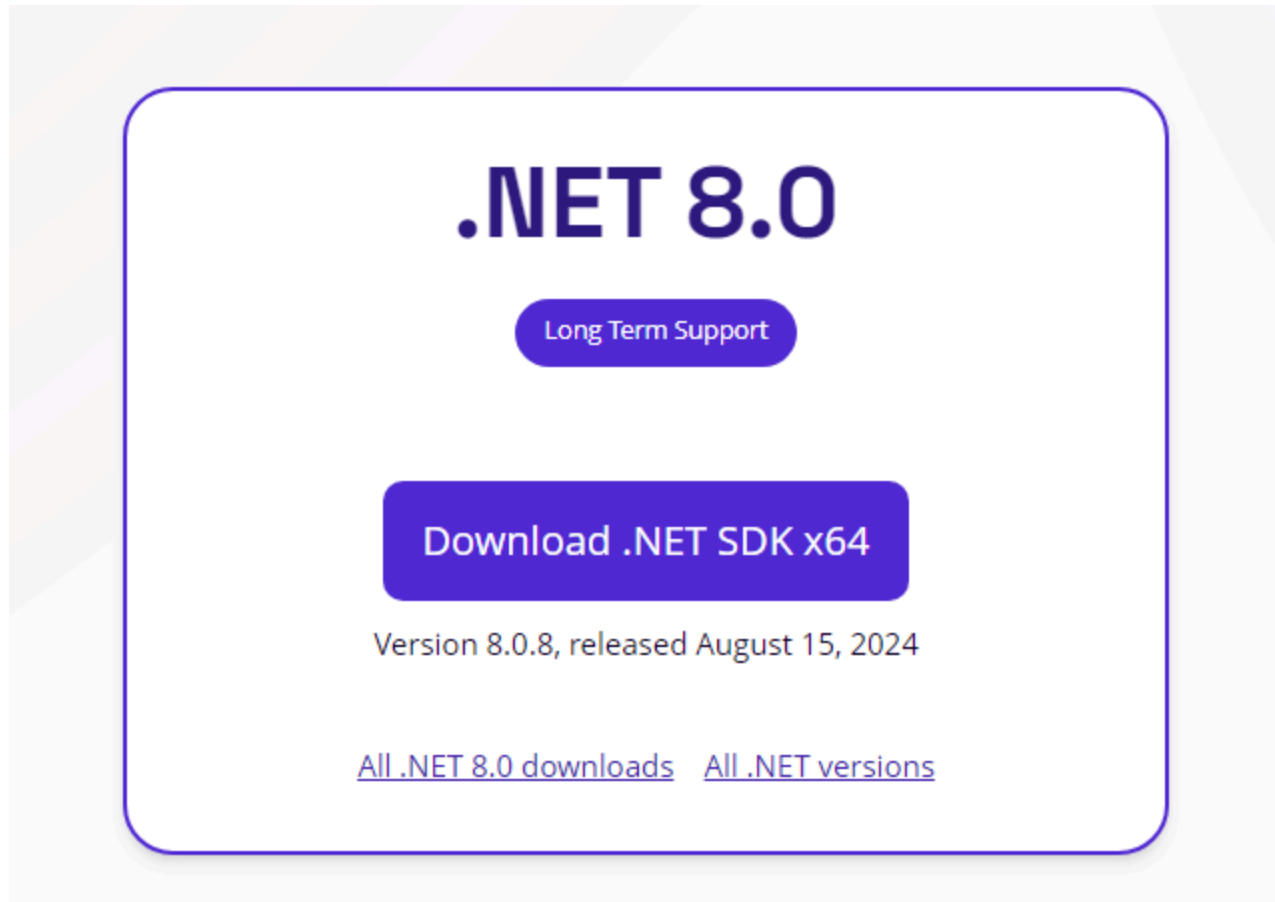 .NET 8.0
Long Term Support
Download .NET SDK x64
Version 8.0.8, released August 15, 2024
All .NET 8.0 downloads All .NET versions